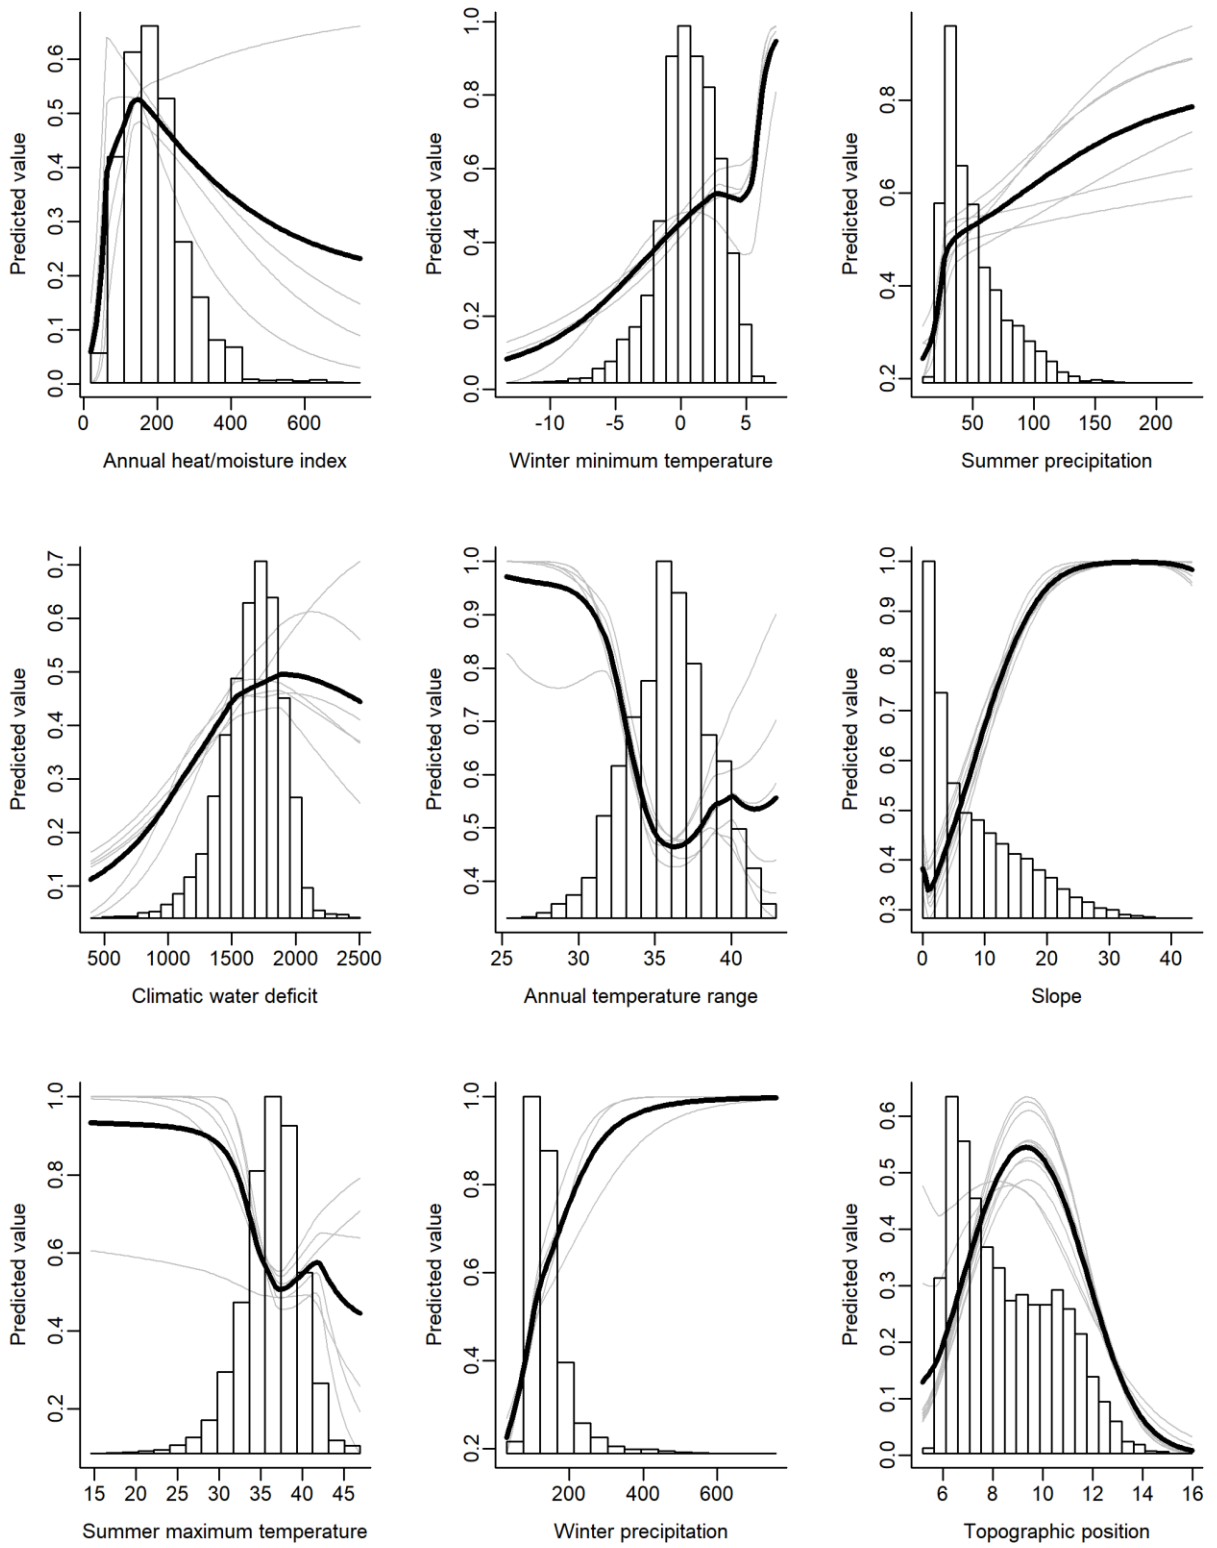 Predicted value
0.0 0.1 0.2 0.3 0.4 0.5 0.6
0 200 400 600
Annual heat/moisture index
Predicted value
0.0 0.2 0.4 0.6 0.8 1.0
-10 -5 0 5
Winter minimum temperature
Predicted value
0.2 0.4 0.6 0.8
50 100 150 200
Summer precipitation
Predicted value
0.1 0.2 0.3 0.4 0.5 0.6 0.7
500 1000 1500 2000 2500
Climatic water deficit
Predicted value
0.4 0.5 0.6 0.7 0.8 0.9 1.0
25 30 35 40
Annual temperature range
Predicted value
0.3 0.4 0.5 0.6 0.7 0.8 0.9 1.0
0 10 20 30 40
Slope
Predicted value
0.2 0.4 0.6 0.8 1.0
15 20 25 30 35 40 45
Summer maximum temperature
Predicted value
0.2 0.4 0.6 0.8 1.0
200 400 600
Winter precipitation
Predicted value
0.0 0.1 0.2 0.3 0.4 0.5 0.6
6 8 10 12 14 16
Topographic position